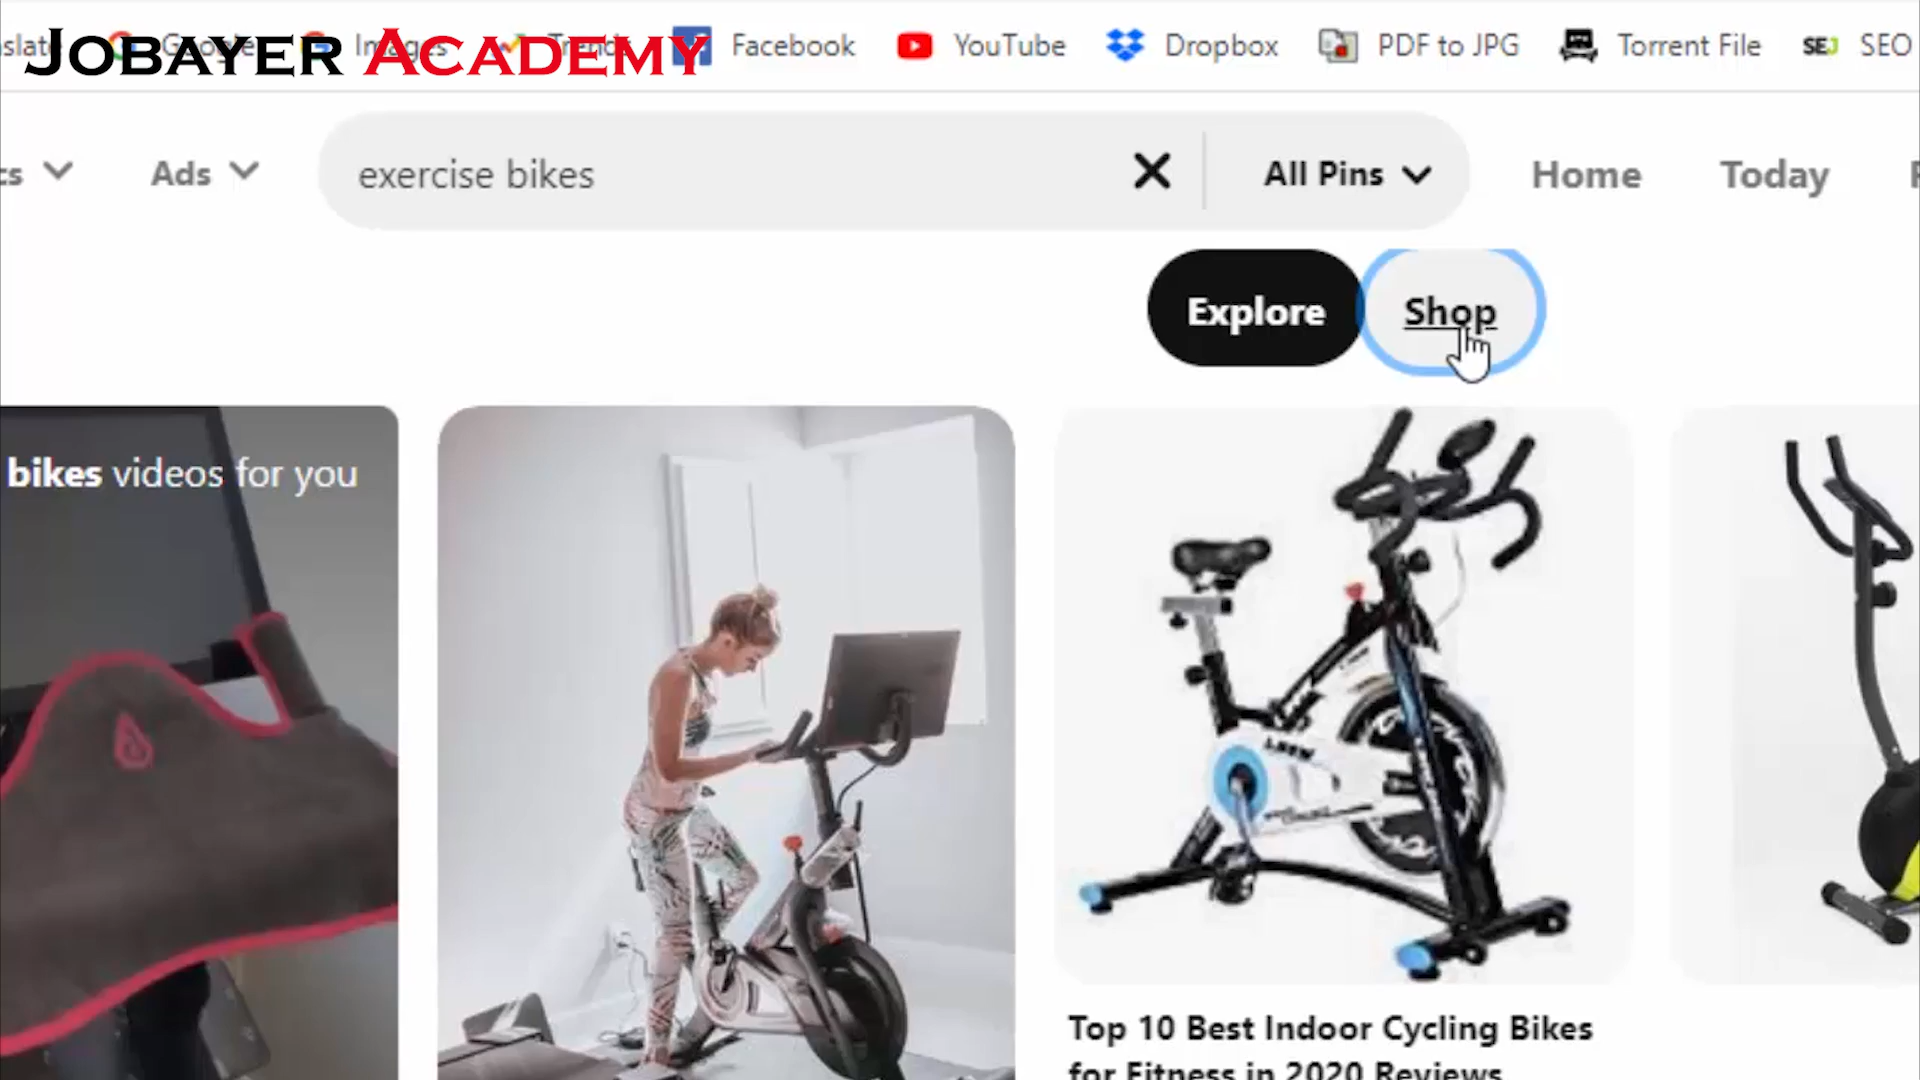 JOBAYER ACADEMY
Facebook
YouTube
Dropbox
PDF to JPG
Torrent File
SEJ SEO
Ads
exercise bikes
All Pins
Home
Today
Explore
Shop
bikes videos for you
Top 10 Best Indoor Cycling Bikes
for Fitness in 2020 Reviews